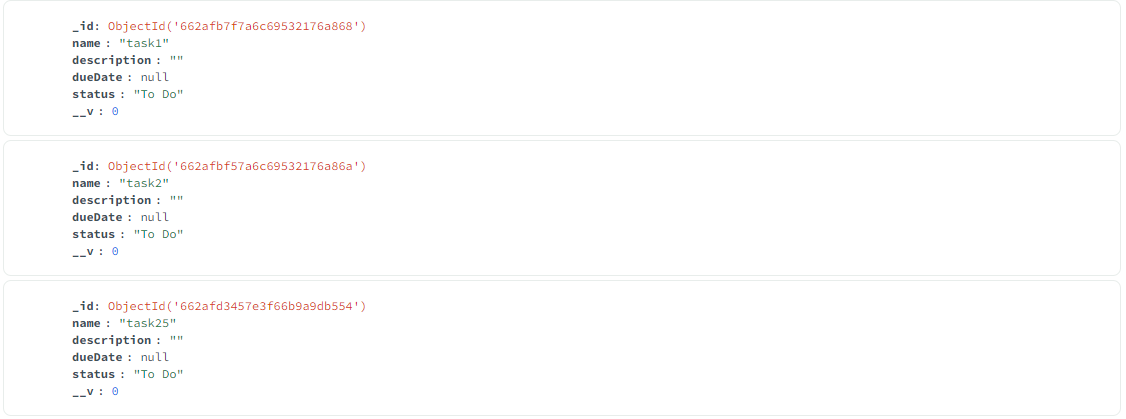 _id: ObjectId('662afb7f7a6c69532176a868')
name : "task1"
description : ""
dueDate : null
status : "To Do"
__v : 0
_id: ObjectId('662afbf57a6c69532176a86a')
name : "task2"
description : ""
dueDate : null
status : "To Do"
__v : 0
_id: ObjectId('662afd3457e3f66b9a9db554')
name : "task25"
description : ""
dueDate : null
status : "To Do"
__v : 0